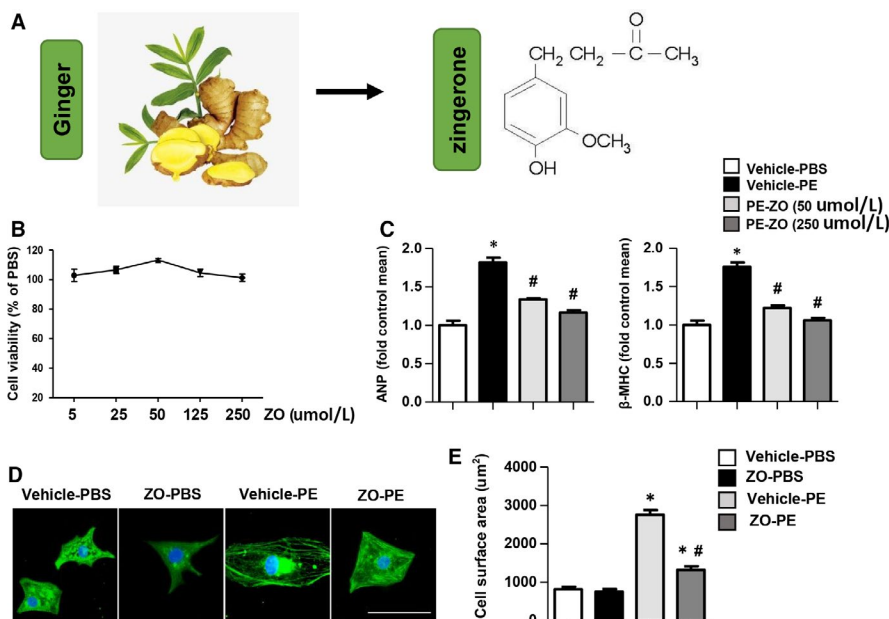 A
Ginger
zingerone
O
CH2 CH2 - C - CH3
OCH3
OH
Vehicle-PBS
Vehicle-PE
PE-ZO (50 umol/L)
PE-ZO (250 umol/L)
B
Cell viability (% of PBS)
120
100
80
60
40
20
5 25 50 125 250 ZO (umol/L)
C
ANP (fold control mean)
2.0
1.5
1.0
0.5
0.0
*
#
#
β-MHC (fold control mean)
2.0
1.5
1.0
0.5
0.0
*
#
#
D
Vehicle-PBS ZO-PBS Vehicle-PE ZO-PE
E
Cell surface area (um²)
4000
3000
2000
1000
0
*
* #
Vehicle-PBS
ZO-PBS
Vehicle-PE
ZO-PE